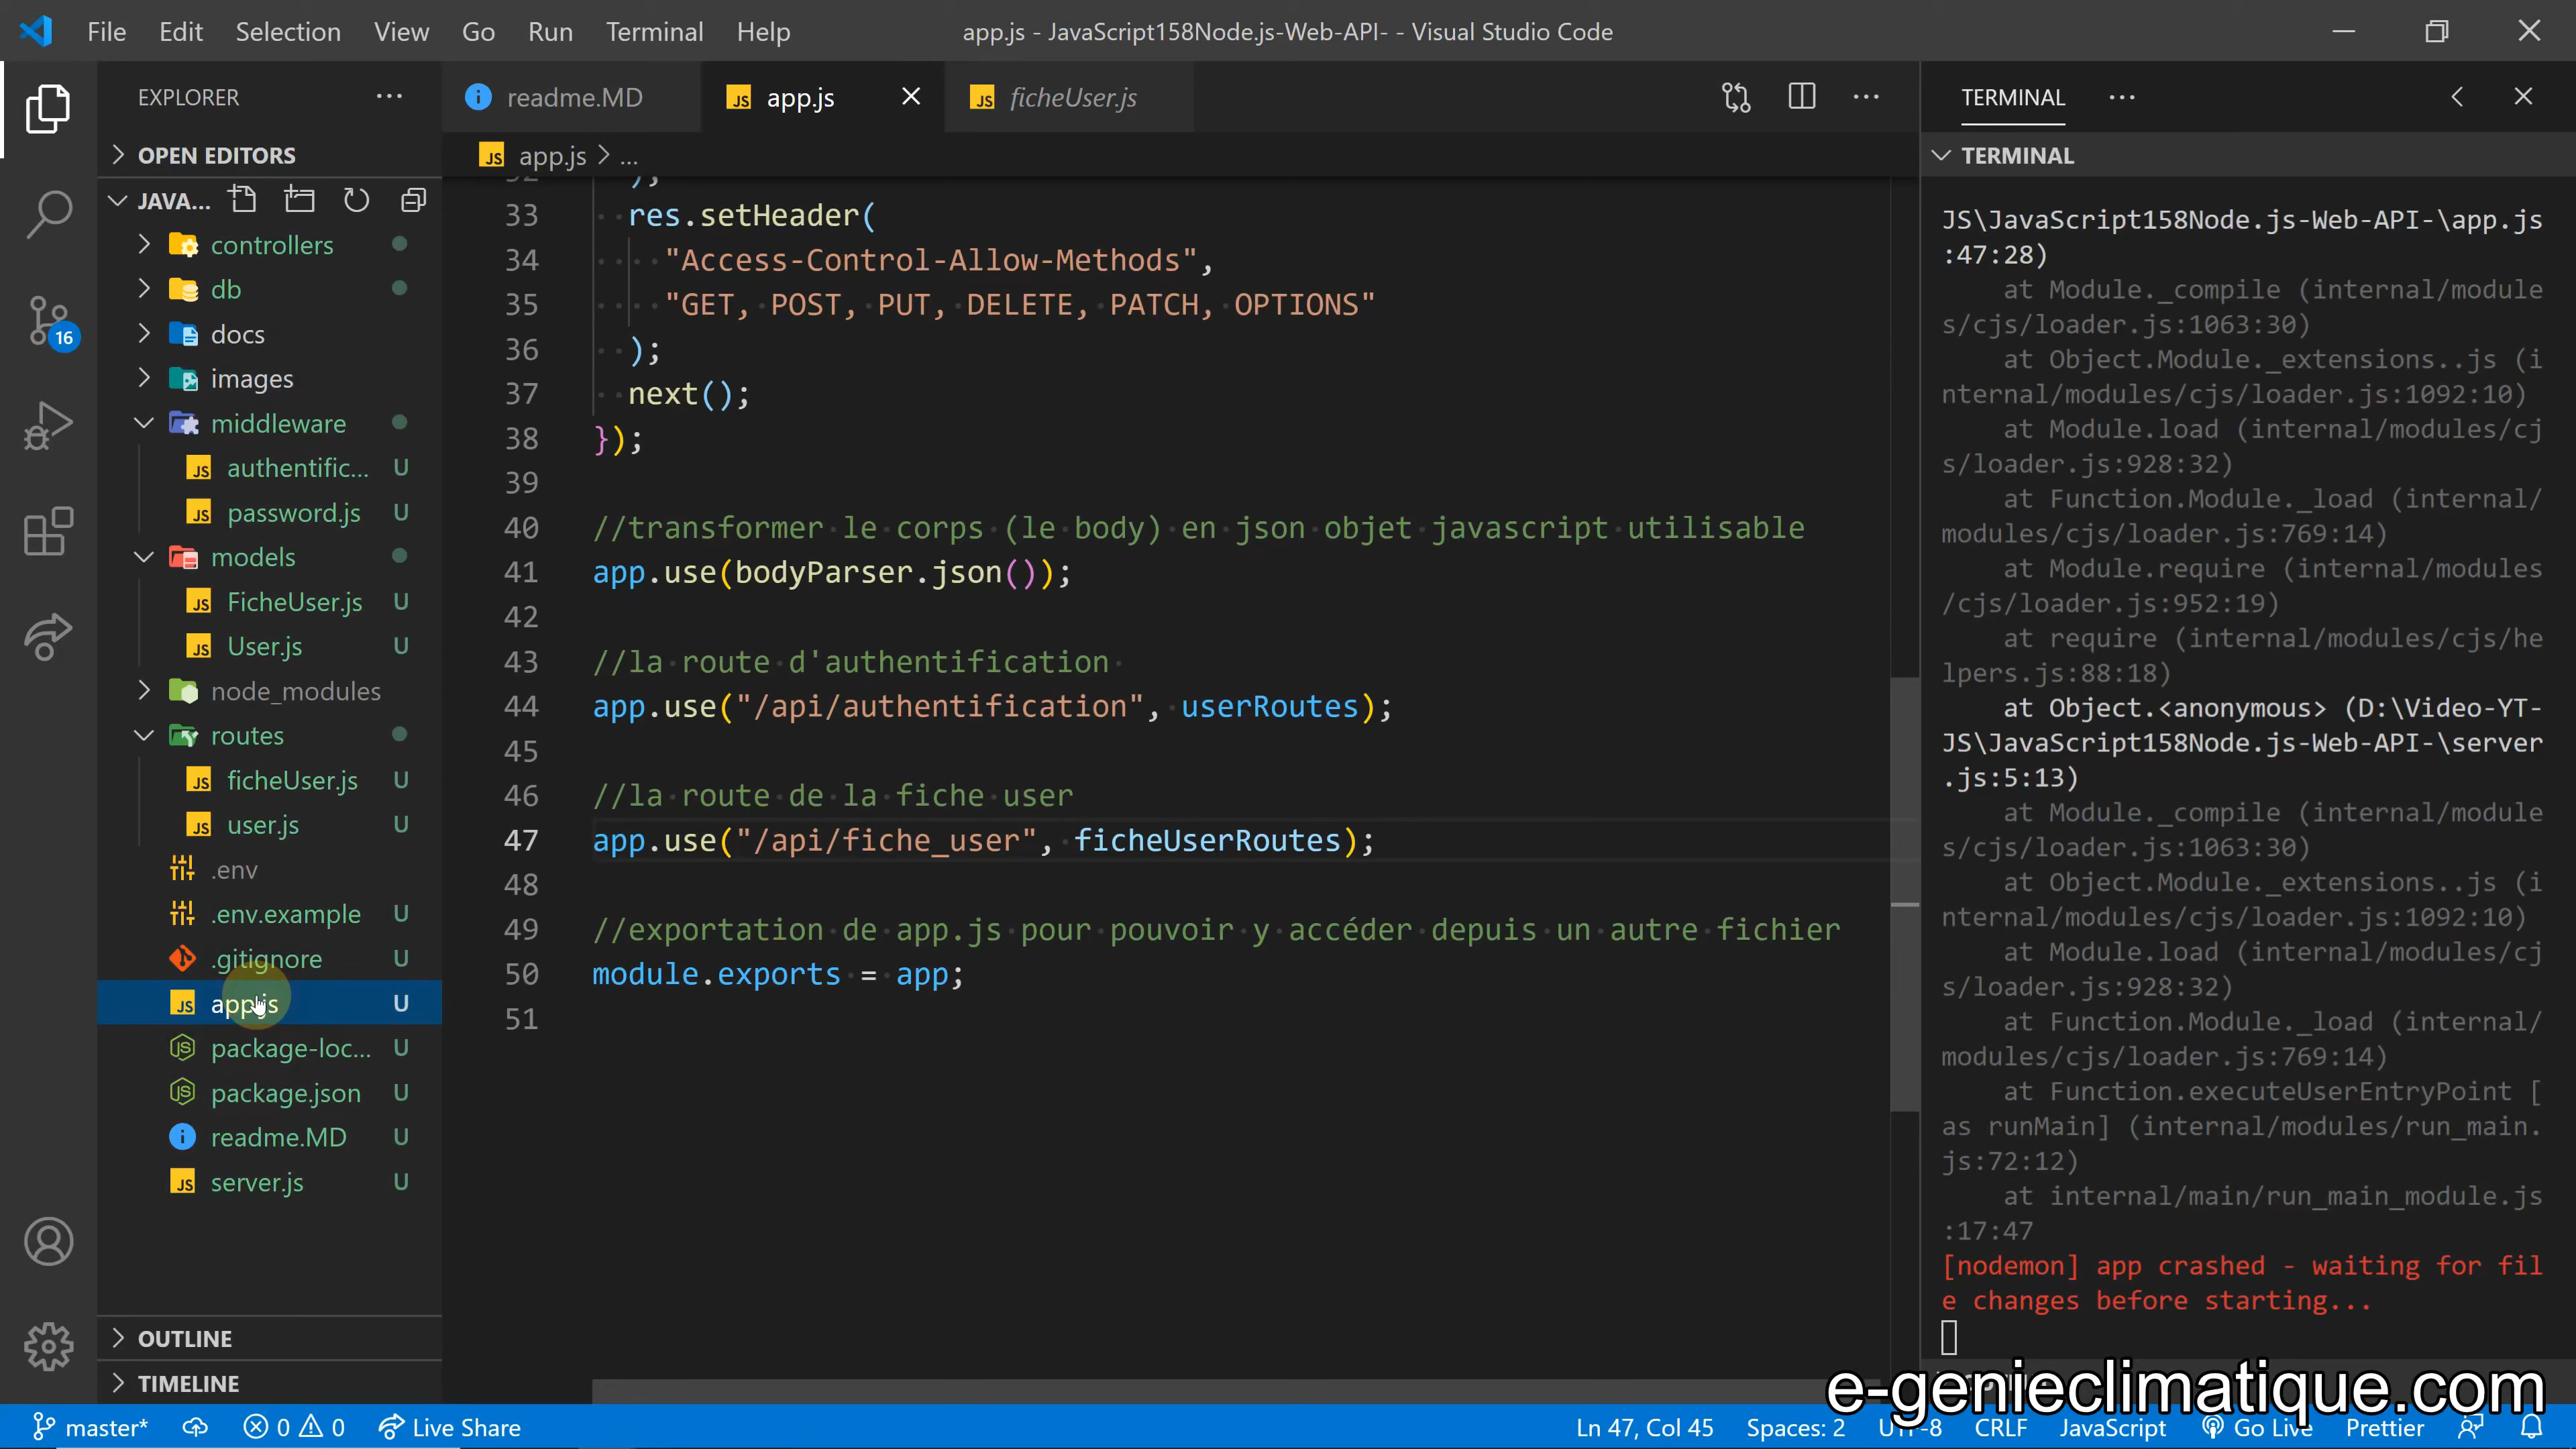 File Edit Selection View Go Run Terminal Help
app.js - JavaScript158Node.js-Web-API- - Visual Studio Code
EXPLORER
OPEN EDITORS
JAVA...
controllers
db
docs
images
middleware
authentific... U
password.js U
models
FicheUser.js U
User.js U
node_modules
routes
ficheUser.js U
user.js U
.env
.env.example U
.gitignore U
app.js U
package-loc... U
package.json U
readme.MD U
server.js U
OUTLINE
TIMELINE
16
readme.MD app.js ficheUser.js
app.js > ...
33 res.setHeader(
34 "Access-Control-Allow-Methods",
35 "GET, POST, PUT, DELETE, PATCH, OPTIONS"
36 );
37 next();
38 });
39
40 //transformer le corps (le body) en json objet javascript utilisable
41 app.use(bodyParser.json());
42
43 //la route d'authentification
44 app.use("/api/authentification", userRoutes);
45
46 //la route de la fiche user
47 app.use("/api/fiche_user", ficheUserRoutes);
48
49 //exportation de app.js pour pouvoir y accéder depuis un autre fichier
50 module.exports = app;
51
TERMINAL
TERMINAL
JS\JavaScript158Node.js-Web-API-\app.js
:47:28)
at Module._compile (internal/module
s/cjs/loader.js:1063:30)
at Object.Module._extensions..js (i
nternal/modules/cjs/loader.js:1092:10)
at Module.load (internal/modules/cj
s/loader.js:928:32)
at Function.Module._load (internal/
modules/cjs/loader.js:769:14)
at Module.require (internal/modules
/cjs/loader.js:952:19)
at require (internal/modules/cjs/he
lpers.js:88:18)
at Object.<anonymous> (D:\Video-YT-
JS\JavaScript158Node.js-Web-API-\server
.js:5:13)
at Module._compile (internal/module
s/cjs/loader.js:1063:30)
at Object.Module._extensions..js (i
nternal/modules/cjs/loader.js:1092:10)
at Module.load (internal/modules/cj
s/loader.js:928:32)
at Function.Module._load (internal/
modules/cjs/loader.js:769:14)
at Function.executeUserEntryPoint [
as runMain] (internal/modules/run_main.
js:72:12)
at internal/main/run_main_module.js
:17:47
[nodemon] app crashed - waiting for fil
e changes before starting...
e-genieclimatique.com
master* 0 0 Live Share
Ln 47, Col 45 Spaces: 2 UTF-8 CRLF JavaScript Go Live Prettier